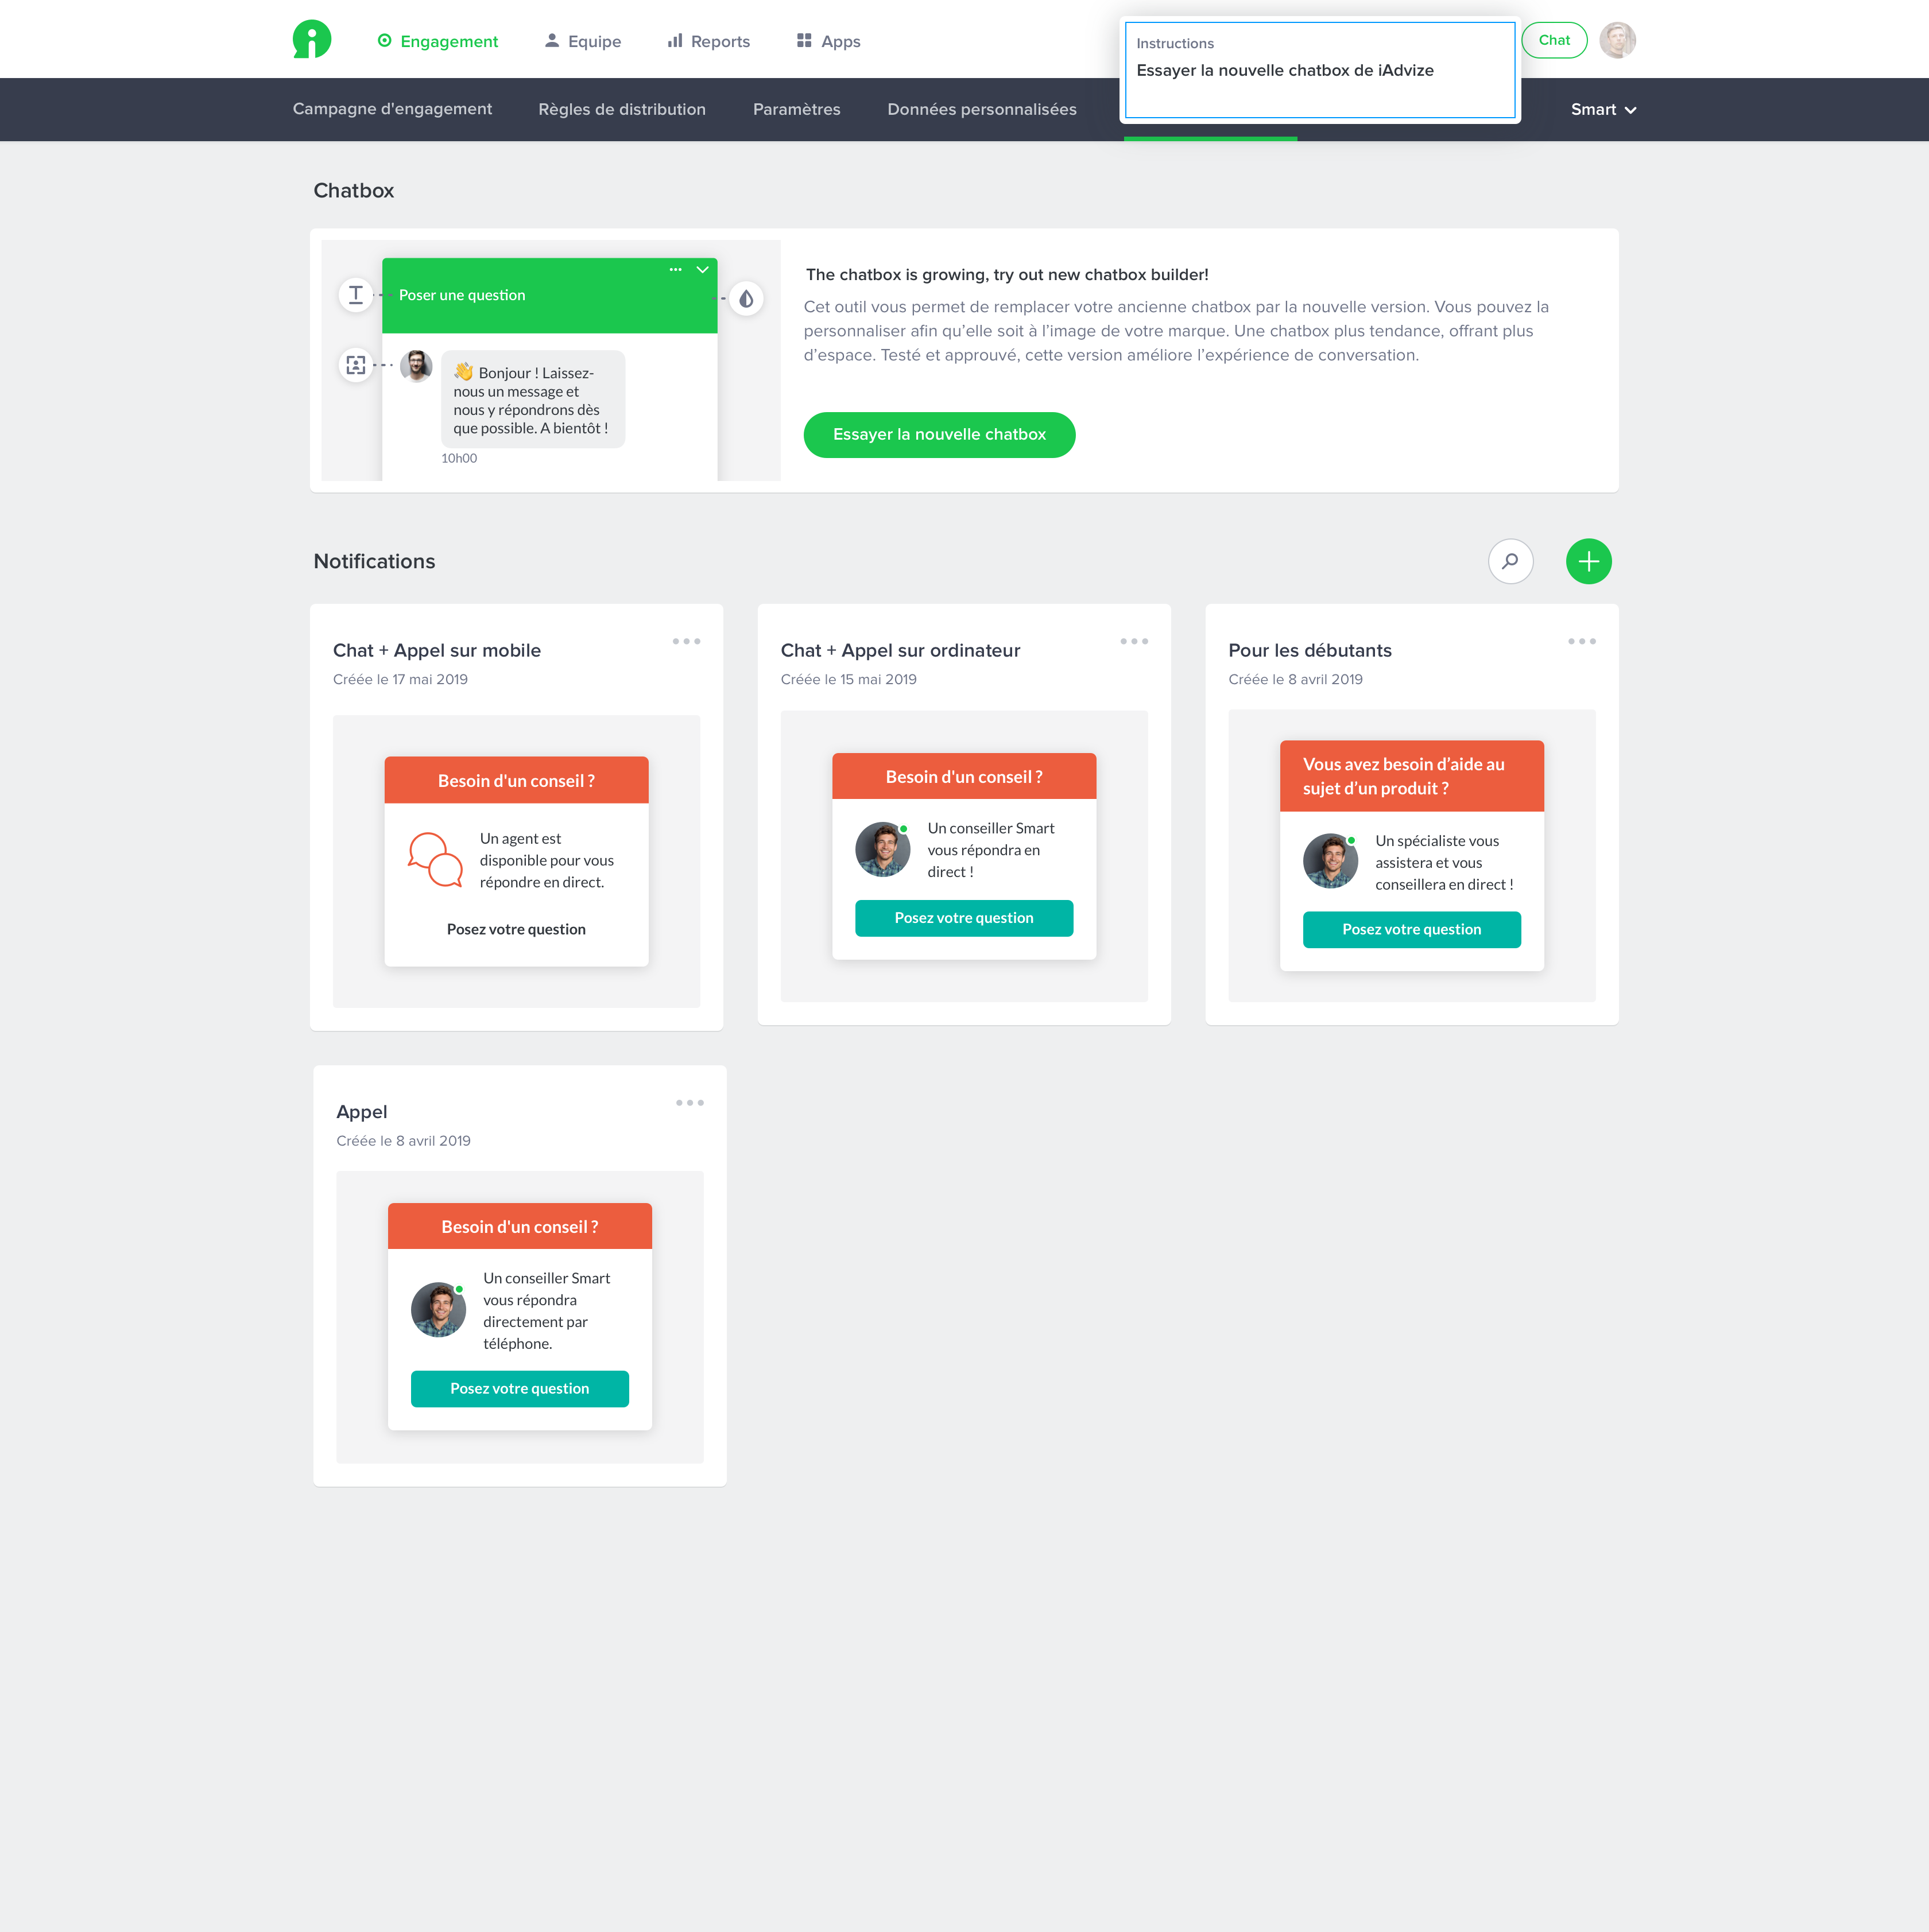 Engagement
Equipe
Reports
Apps
Instructions
Essayer la nouvelle chatbox de iAdvize
Chat
Campagne d'engagement
Règles de distribution
Paramètres
Données personnalisées
Smart
Chatbox
Poser une question
👋 Bonjour ! Laissez-
nous un message et
nous y répondrons dès
que possible. A bientôt !
10h00
The chatbox is growing, try out new chatbox builder!
Cet outil vous permet de remplacer votre ancienne chatbox par la nouvelle version. Vous pouvez la
personnaliser afin qu’elle soit à l’image de votre marque. Une chatbox plus tendance, offrant plus
d’espace. Testé et approuvé, cette version améliore l’expérience de conversation.
Essayer la nouvelle chatbox
Notifications
Chat + Appel sur mobile
Créée le 17 mai 2019
Besoin d'un conseil ?
Un agent est
disponible pour vous
répondre en direct.
Posez votre question
Chat + Appel sur ordinateur
Créée le 15 mai 2019
Besoin d'un conseil ?
Un conseiller Smart
vous répondra en
direct !
Posez votre question
Pour les débutants
Créée le 8 avril 2019
Vous avez besoin d’aide au
sujet d’un produit ?
Un spécialiste vous
assistera et vous
conseillera en direct !
Posez votre question
Appel
Créée le 8 avril 2019
Besoin d'un conseil ?
Un conseiller Smart
vous répondra
directement par
téléphone.
Posez votre question